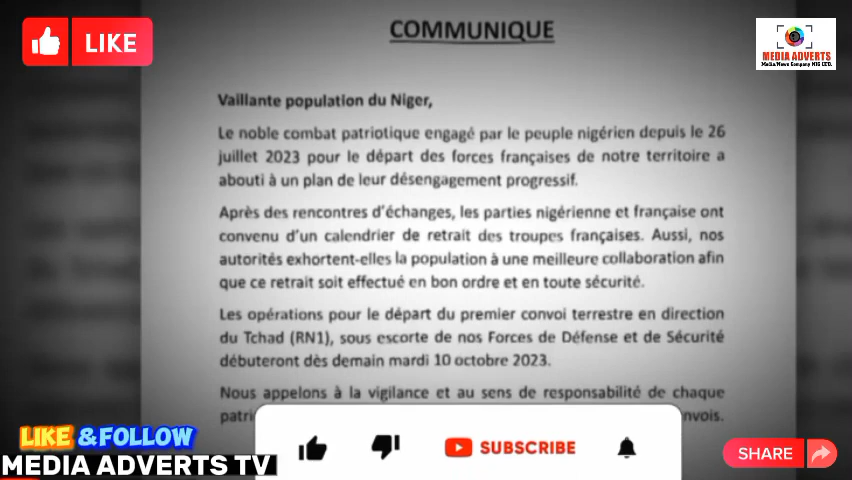 LIKE
MEDIA ADVERTS
Media/News Company NIG LTD.
COMMUNIQUE
Vaillante population du Niger,
Le noble combat patriotique engagé par le peuple nigérien depuis le 26
juillet 2023 pour le départ des forces françaises de notre territoire a
abouti à un plan de leur désengagement progressif.
Après des rencontres d'échanges, les parties nigérienne et française ont
convenu d'un calendrier de retrait des troupes françaises. Aussi, nos
autorités exhortent-elles la population à une meilleure collaboration afin
que ce retrait soit effectué en bon ordre et en toute sécurité.
Les opérations pour le départ du premier convoi terrestre en direction
du Tchad (RN1), sous escorte de nos Forces de Défense et de Sécurité
débuteront dès demain mardi 10 octobre 2023.
Nous appelons à la vigilance et au sens de responsabilité de chaque
LIKE & FOLLOW
MEDIA ADVERTS TV
SUBSCRIBE
SHARE